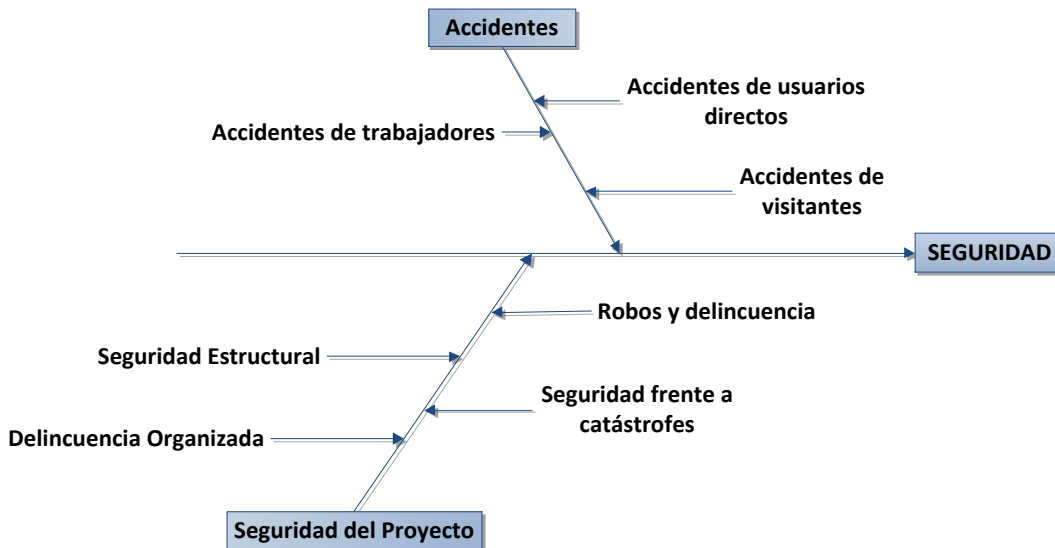 Accidentes
Accidentes de usuarios
directos
Accidentes de trabajadores
Accidentes de
visitantes
SEGURIDAD
Robos y delincuencia
Seguridad Estructural
Seguridad frente a
catástrofes
Delincuencia Organizada
Seguridad del Proyecto